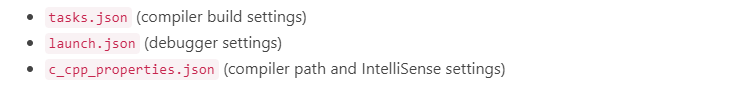 • tasks.json (compiler build settings)
• launch.json (debugger settings)
• c_cpp_properties.json (compiler path and IntelliSense settings)